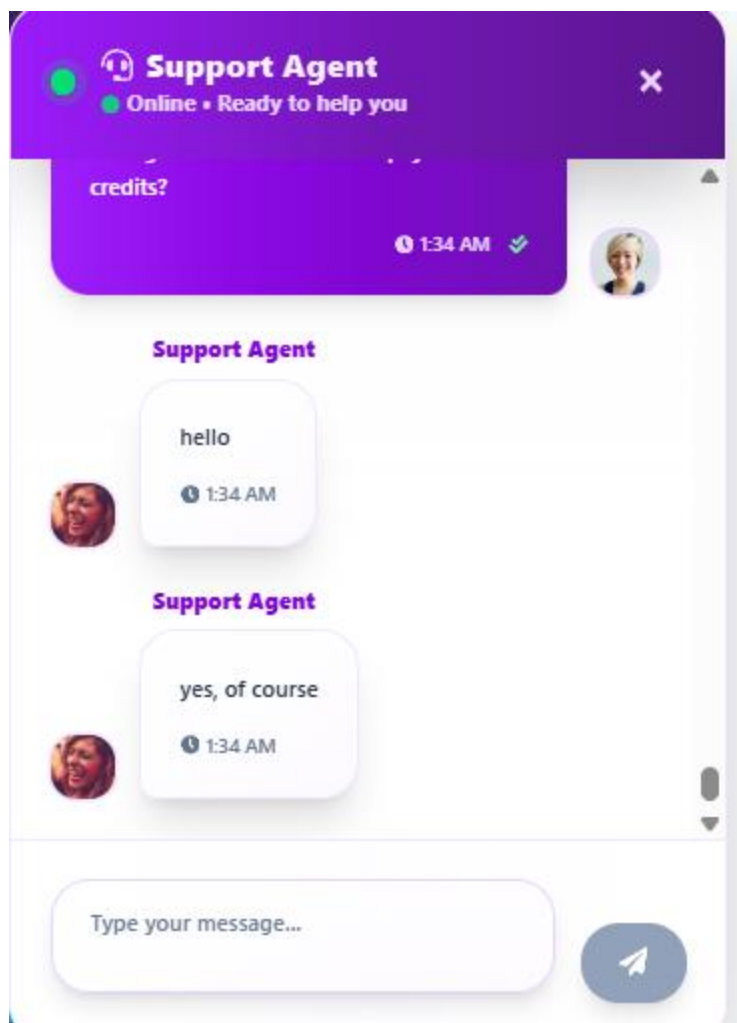 Support Agent
Online • Ready to help you
credits?
1:34 AM
Support Agent
hello
1:34 AM
Support Agent
yes, of course
1:34 AM
Type your message...